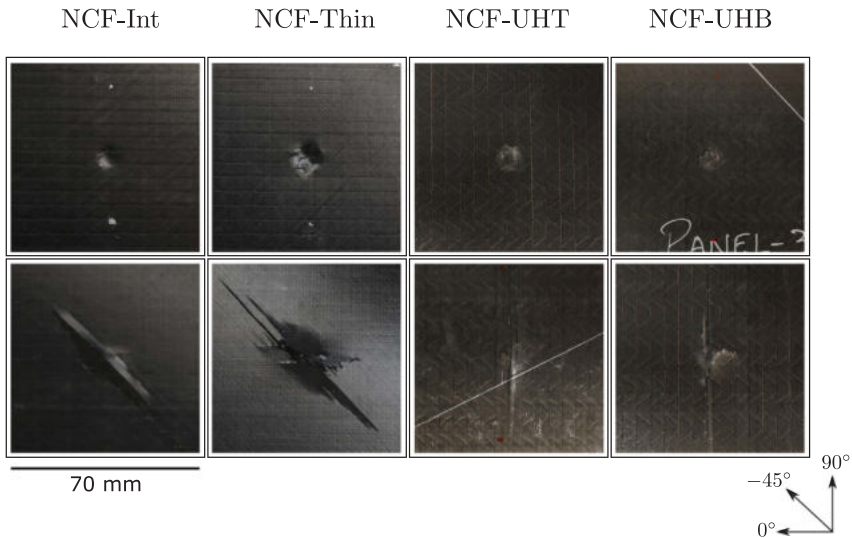 NCF-Int
NCF-Thin
NCF-UHT
NCF-UHB
PANEL-
70 mm
90°
−45°
0°